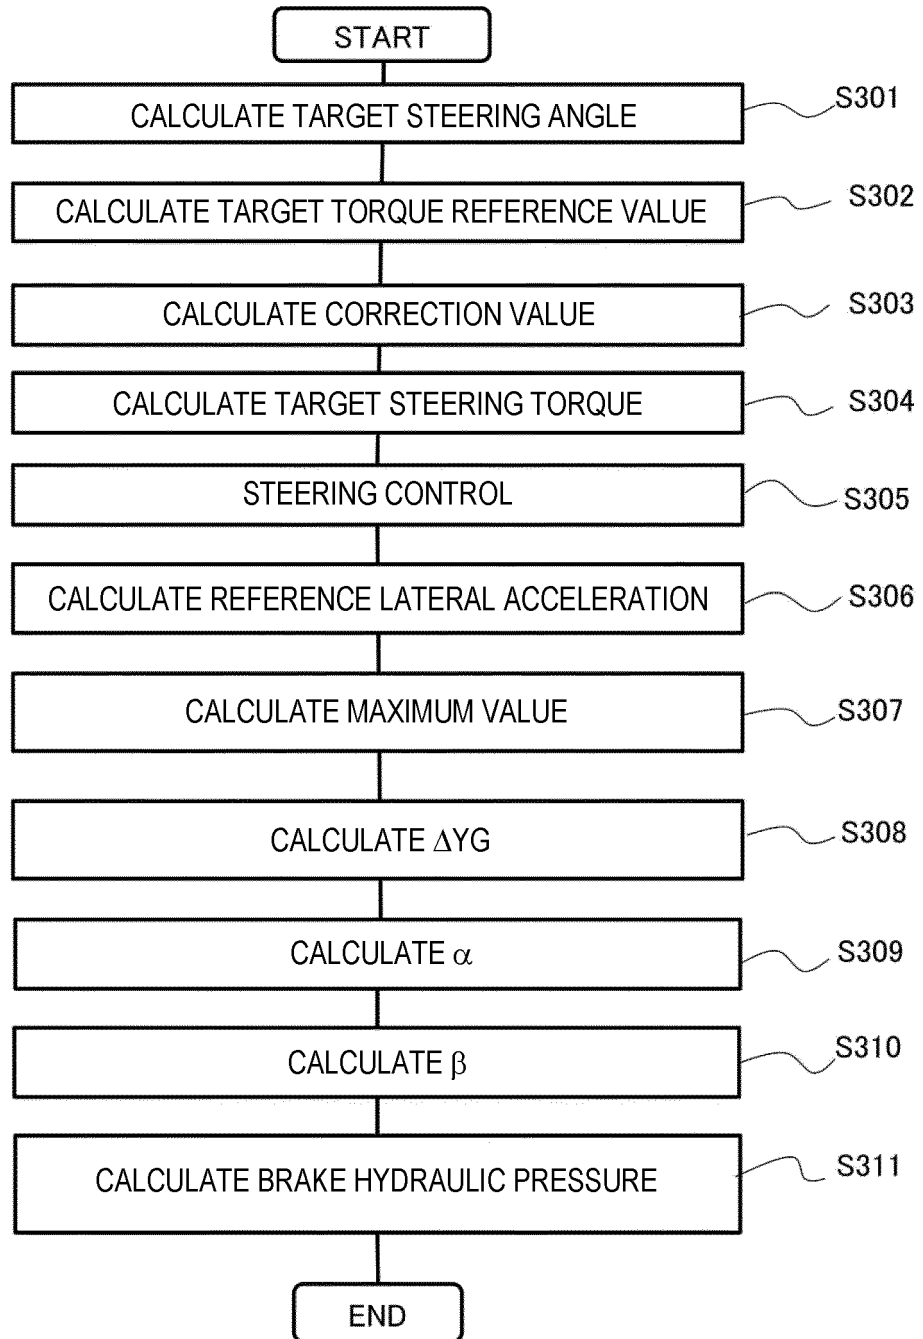 START
CALCULATE TARGET STEERING ANGLE
S301
CALCULATE TARGET TORQUE REFERENCE VALUE
S302
CALCULATE CORRECTION VALUE
S303
CALCULATE TARGET STEERING TORQUE
S304
STEERING CONTROL
S305
CALCULATE REFERENCE LATERAL ACCELERATION
S306
CALCULATE MAXIMUM VALUE
S307
CALCULATE ΔYG
S308
CALCULATE α
S309
CALCULATE β
S310
CALCULATE BRAKE HYDRAULIC PRESSURE
S311
END